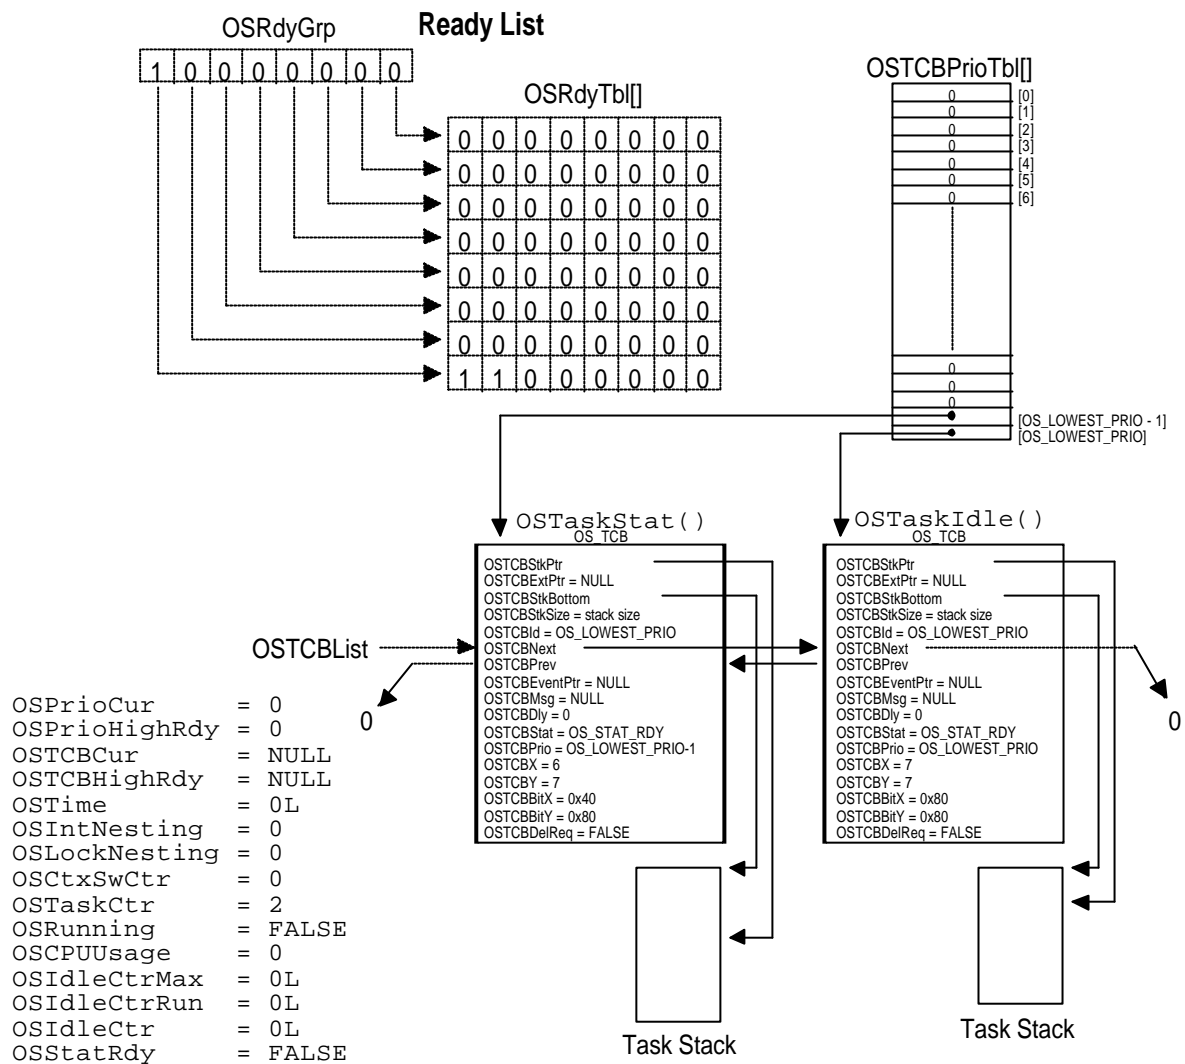 OSRdyGrp
Ready List
1 0 0 0 0 0 0 0
OSRdyTbl[]
0 0 0 0 0 0 0 0
0 0 0 0 0 0 0 0
0 0 0 0 0 0 0 0
0 0 0 0 0 0 0 0
0 0 0 0 0 0 0 0
0 0 0 0 0 0 0 0
0 0 0 0 0 0 0 0
1 1 0 0 0 0 0 0
OSTCBPrioTbl[]
0 [0]
0 [1]
0 [2]
0 [3]
0 [4]
0 [5]
0 [6]
0
0
0
[OS_LOWEST_PRIO - 1]
[OS_LOWEST_PRIO]
OSTaskStat()
OS_TCB
OSTCBStkPtr
OSTCBExtPtr = NULL
OSTCBStkBottom
OSTCBStkSize = stack size
OSTCBId = OS_LOWEST_PRIO
OSTCBNext
OSTCBPrev
OSTCBEventPtr = NULL
OSTCBMsg = NULL
OSTCBDly = 0
OSTCBStat = OS_STAT_RDY
OSTCBPrio = OS_LOWEST_PRIO-1
OSTCBX = 6
OSTCBY = 7
OSTCBBitX = 0x40
OSTCBBitY = 0x80
OSTCBDelReq = FALSE
OSTaskIdle()
OS_TCB
OSTCBStkPtr
OSTCBExtPtr = NULL
OSTCBStkBottom
OSTCBStkSize = stack size
OSTCBId = OS_LOWEST_PRIO
OSTCBNext
OSTCBPrev
OSTCBEventPtr = NULL
OSTCBMsg = NULL
OSTCBDly = 0
OSTCBStat = OS_STAT_RDY
OSTCBPrio = OS_LOWEST_PRIO
OSTCBX = 7
OSTCBY = 7
OSTCBBitX = 0x80
OSTCBBitY = 0x80
OSTCBDelReq = FALSE
OSTCBList
0
0
OSPrioCur = 0
OSPrioHighRdy = 0
OSTCBCur = NULL
OSTCBHighRdy = NULL
OSTime = 0L
OSIntNesting = 0
OSLockNesting = 0
OSCtxSwCtr = 0
OSTaskCtr = 2
OSRunning = FALSE
OSCPUUsage = 0
OSIdleCtrMax = 0L
OSIdleCtrRun = 0L
OSIdleCtr = 0L
OSStatRdy = FALSE
Task Stack
Task Stack